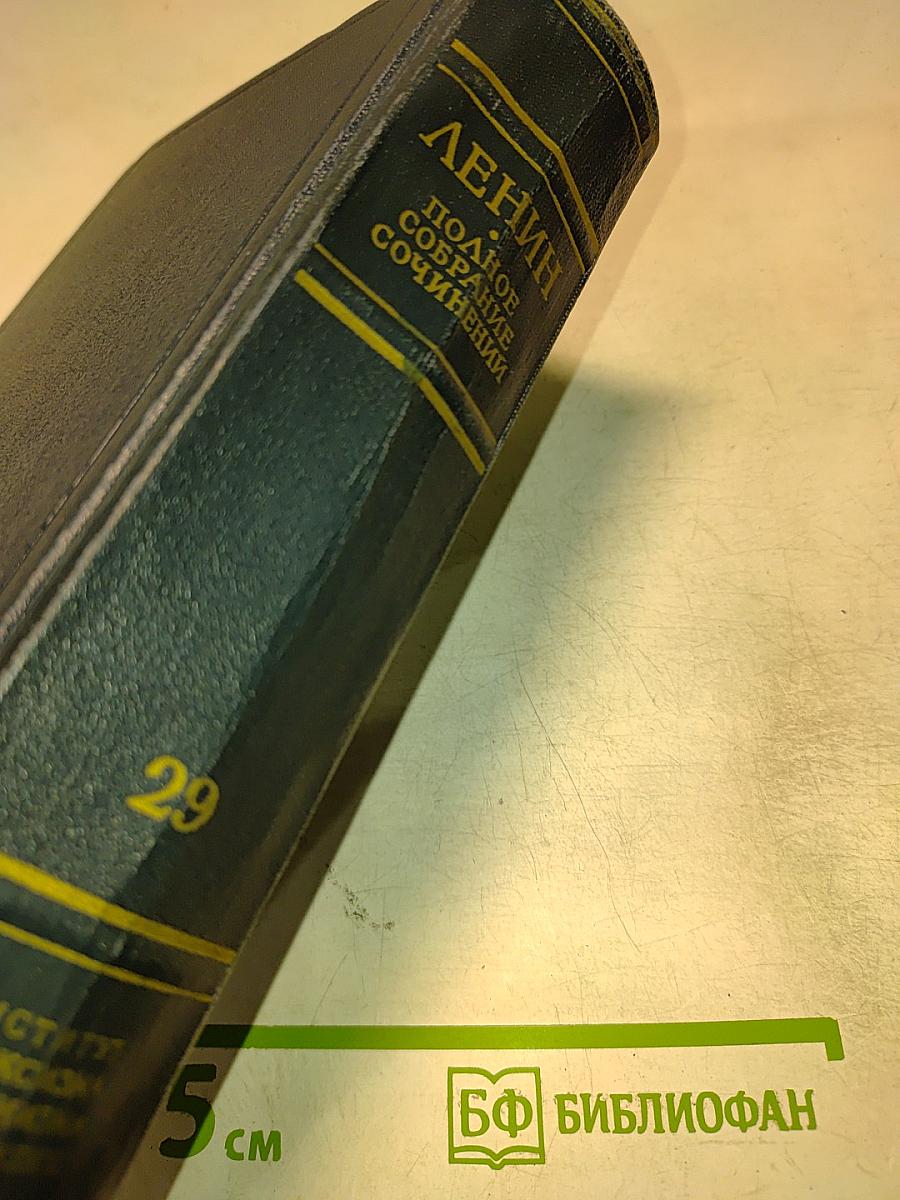 ЛЕНИН
ПОЛНОЕ
СОБРАНИЕ
СОЧИНЕНИЙ
29
5 см
БФ БИБЛИОФАН